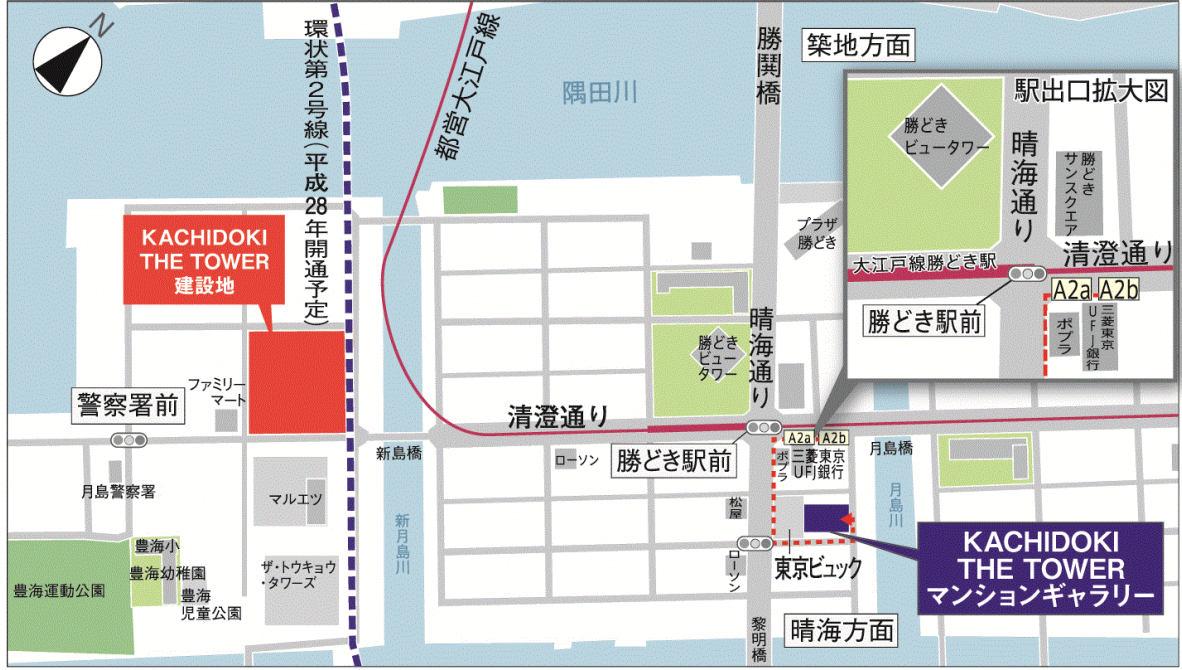 N
環状第2号線(平成28年開通予定)
都営大江戸線
隅田川
勝鬨橋
築地方面
駅出口拡大図
勝どき
ビュータワー
晴海通り
勝どき
サンスクエア
清澄通り
大江戸線勝どき駅
A2a
A2b
勝どき駅前
ポプラ
三菱東京
UFJ銀行
プラザ
勝どき
KACHIDOKI
THE TOWER
建設地
晴海通り
勝どき
ビュー
タワー
ファミリー
マート
警察署前
清澄通り
新島橋
ローソン
勝どき駅前
A2a
A2b
ポプラ
三菱東京
UFJ銀行
月島橋
月島警察署
マルエツ
新月島川
松屋
月島川
ローソン
東京ビュック
KACHIDOKI
THE TOWER
マンションギャラリー
豊海小
豊海幼稚園
豊海運動公園
豊海
児童公園
ザ・トウキョウ
・タワーズ
黎明橋
晴海方面